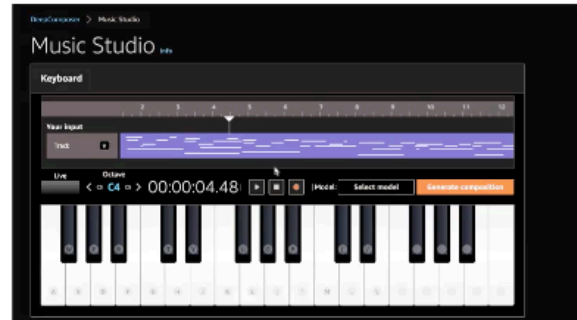 DeepComposer > Music Studio
Music Studio Info
Keyboard
2 3 4 5 6 7 8 9 10 11 12
Your input
Track
Live
Octave
C4
00:00:04.48
Model:
Select model
Generate composition